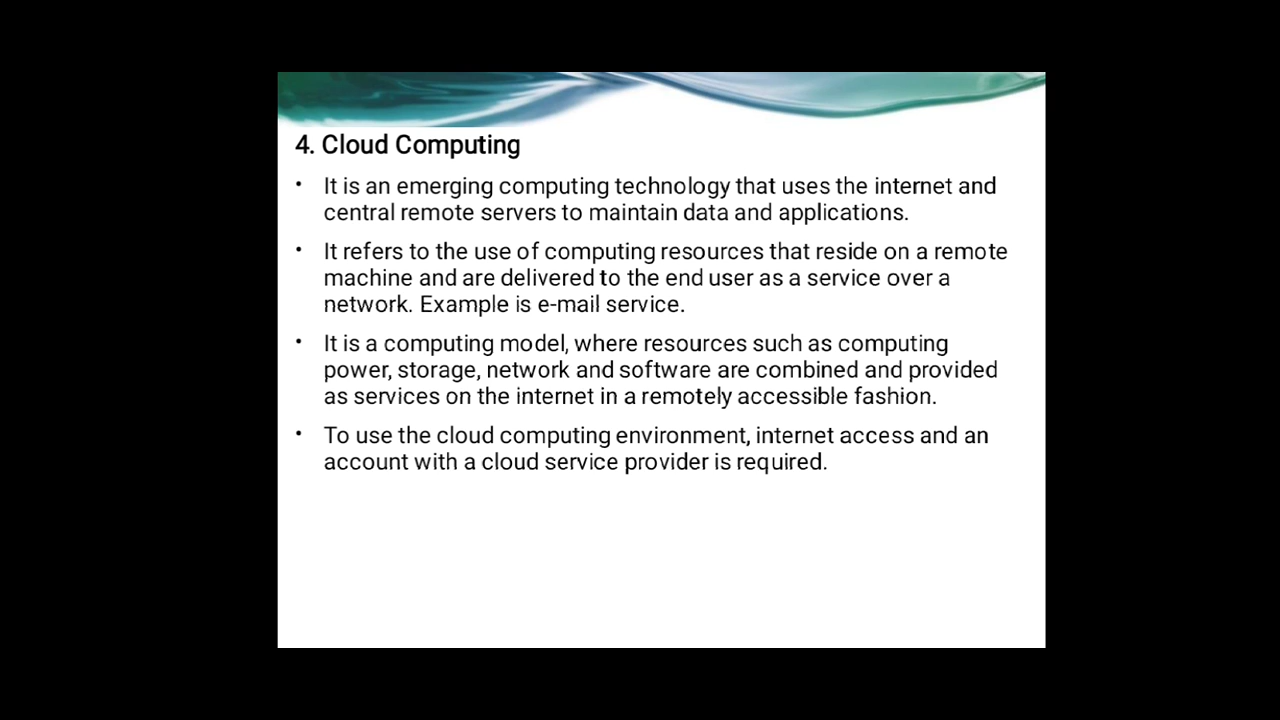 4. Cloud Computing
• It is an emerging computing technology that uses the internet and
central remote servers to maintain data and applications.
• It refers to the use of computing resources that reside on a remote
machine and are delivered to the end user as a service over a
network. Example is e-mail service.
• It is a computing model, where resources such as computing
power, storage, network and software are combined and provided
as services on the internet in a remotely accessible fashion.
• To use the cloud computing environment, internet access and an
account with a cloud service provider is required.